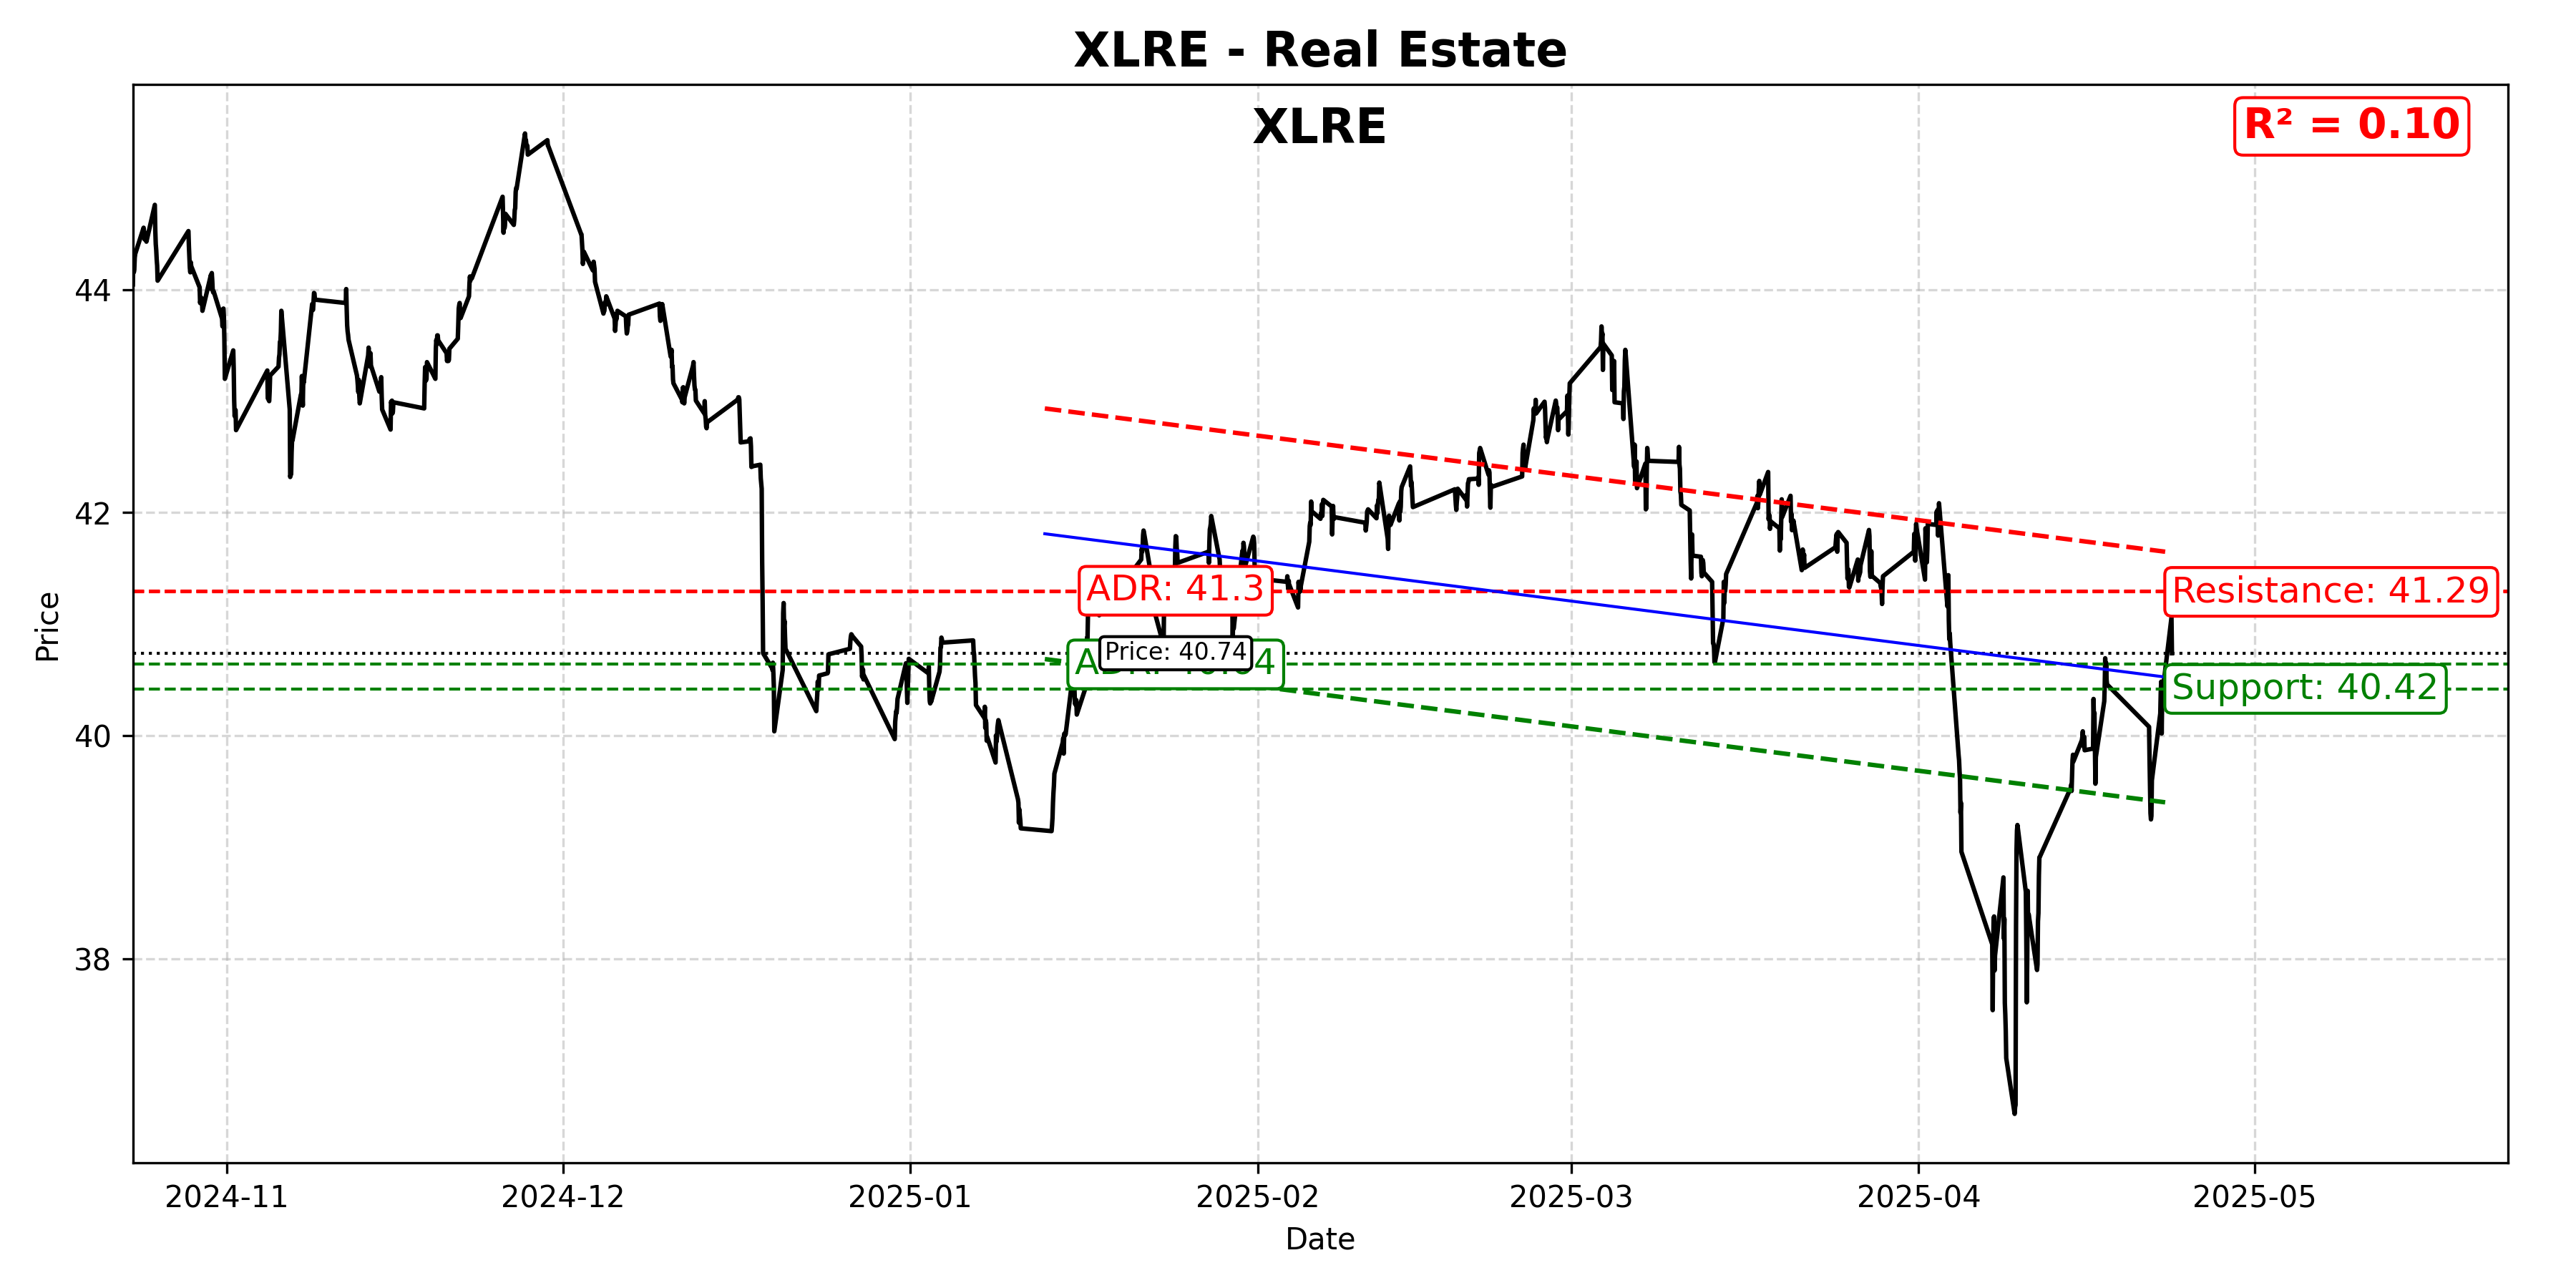 XLRE - Real Estate
XLRE
R² = 0.10
44
42
40
38
Price
ADR: 41.3
Resistance: 41.29
Price: 40.74
Support: 40.42
2024-11
2024-12
2025-01
2025-02
2025-03
2025-04
2025-05
Date